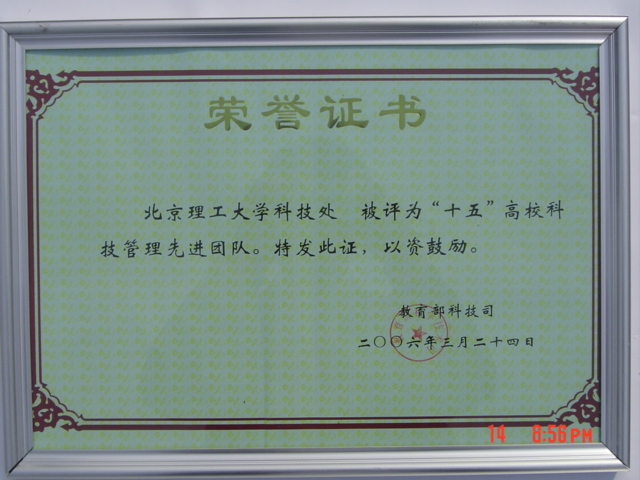 荣誉证书
北京理工大学科技处 被评为“十五”高校科
技管理先进团队。特发此证，以资鼓励。
教育部科技司
二〇〇六年三月二十四日
14 8:56PM